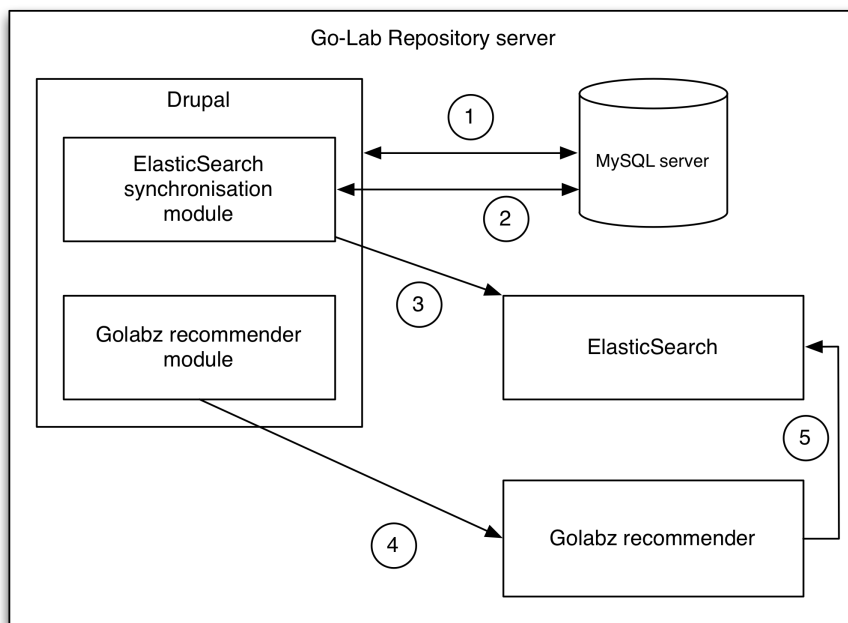 Go-Lab Repository server
Drupal
1
ElasticSearch
synchronisation
module
MySQL server
2
3
Golabz recommender
module
ElasticSearch
5
4
Golabz recommender